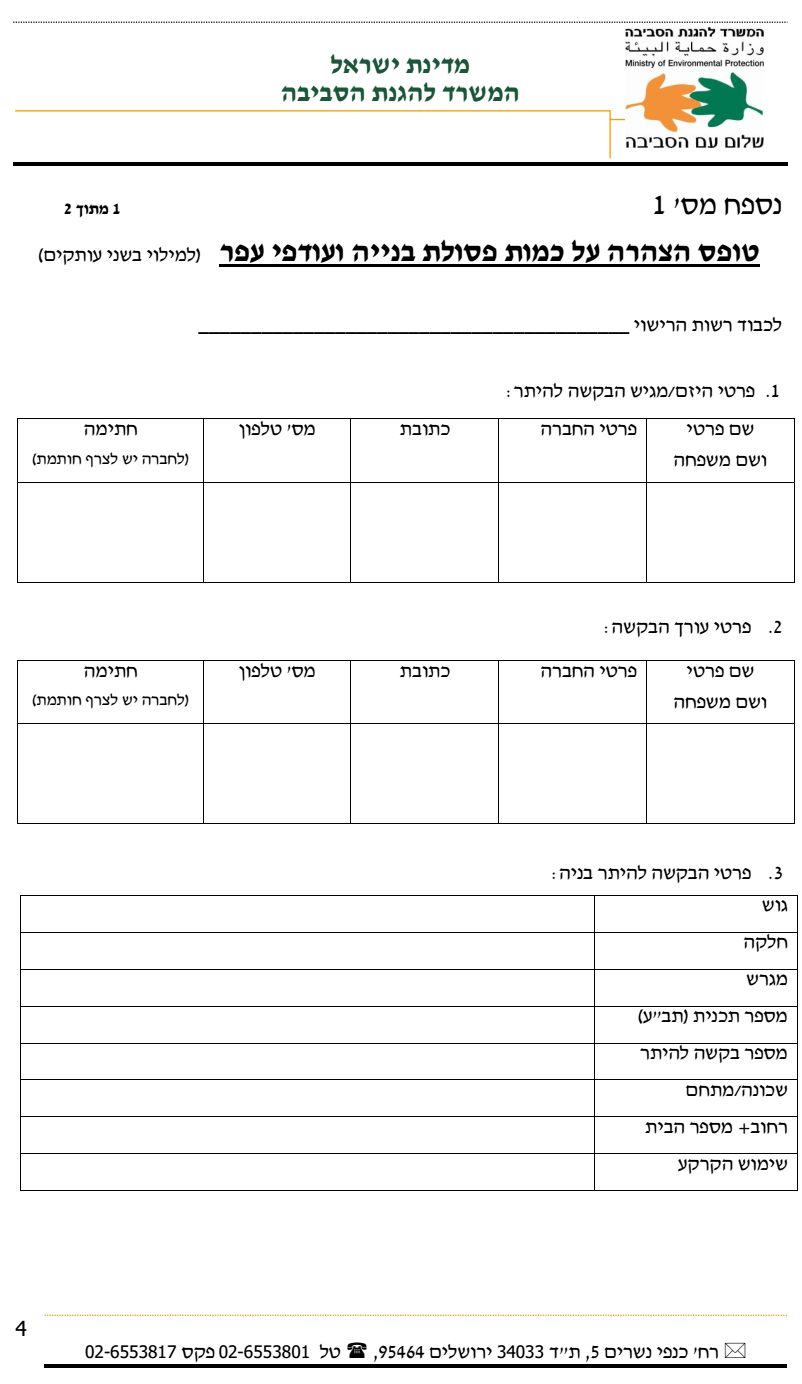 המשרד להגנת הסביבה
وزارة حماية البيئة
Ministry of Environmental Protection
שלום עם הסביבה
מדינת ישראל
המשרד להגנת הסביבה
נספח מס׳ 1
1 מתוך 2
טופס הצהרה על כמות פסולת בנייה ועודפי עפר (למילוי בשני עותקים)
לכבוד רשות הרישוי ________________________________________
1. פרטי היזם/מגיש הבקשה להיתר:
שם פרטי ושם משפחה
פרטי החברה
כתובת
מס׳ טלפון
חתימה
(לחברה יש לצרף חותמת)
2. פרטי עורך הבקשה:
שם פרטי ושם משפחה
פרטי החברה
כתובת
מס׳ טלפון
חתימה
(לחברה יש לצרף חותמת)
3. פרטי הבקשה להיתר בניה:
גוש
חלקה
מגרש
מספר תכנית (תב״ע)
מספר בקשה להיתר
שכונה/מתחם
רחוב+ מספר הבית
שימוש הקרקע
4
✉ רח׳ כנפי נשרים 5, ת״ד 34033 ירושלים 95464, ☎ טל 02-6553801 פקס 02-6553817